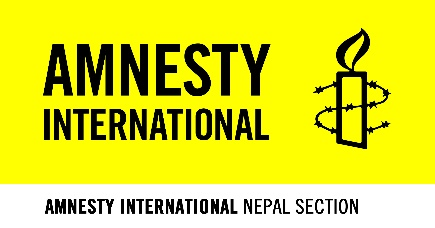 AMNESTY
INTERNATIONAL
AMNESTY INTERNATIONAL NEPAL SECTION